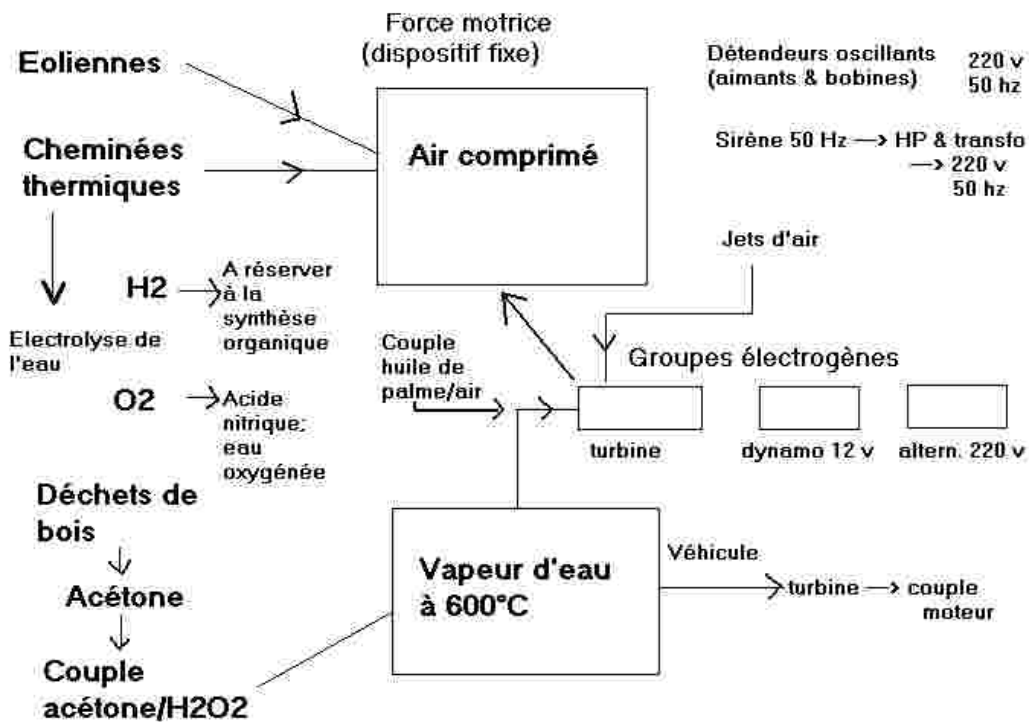 Force motrice
(dispositif fixe)
Eoliennes
Détendeurs oscillants
(aimants & bobines)
220 v
50 hz
Cheminées
thermiques
Air comprimé
Sirène 50 Hz → HP & transfo
→ 220 v
50 hz
Jets d'air
H2
A réserver
à la
synthèse
organique
Electrolyse de
l'eau
Couple
huile de
palme/air
Groupes électrogènes
O2
Acide
nitrique;
eau
oxygénée
turbine
dynamo 12 v
altern. 220 v
Déchets de
bois
Acétone
Couple
acétone/H2O2
Vapeur d'eau
à 600°C
Véhicule
turbine → couple
moteur